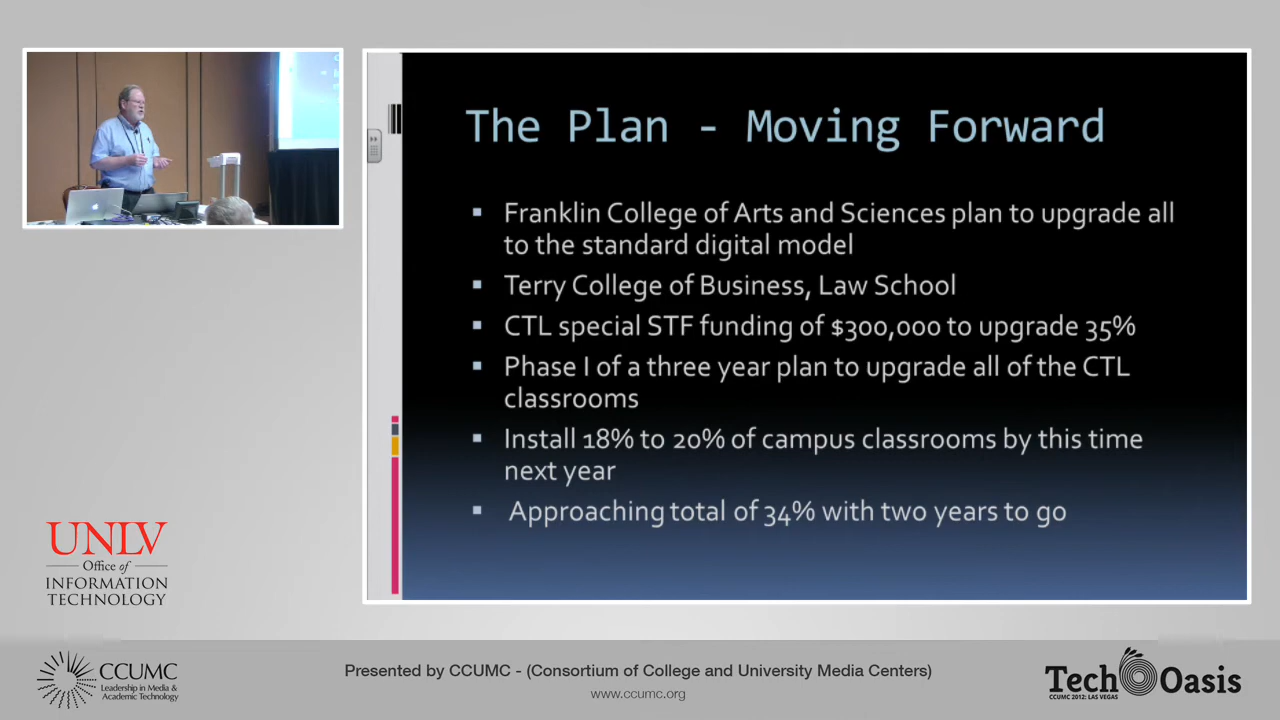 The Plan - Moving Forward
Franklin College of Arts and Sciences plan to upgrade all
to the standard digital model
Terry College of Business, Law School
CTL special STF funding of $300,000 to upgrade 35%
Phase I of a three year plan to upgrade all of the CTL
classrooms
Install 18% to 20% of campus classrooms by this time
next year
Approaching total of 34% with two years to go
UNLV
Office of
INFORMATION
TECHNOLOGY
CCUMC
Leadership in Media &
Academic Technology
Presented by CCUMC - (Consortium of College and University Media Centers)
www.ccumc.org
Tech Oasis
CCUMC 2012: LAS VEGAS